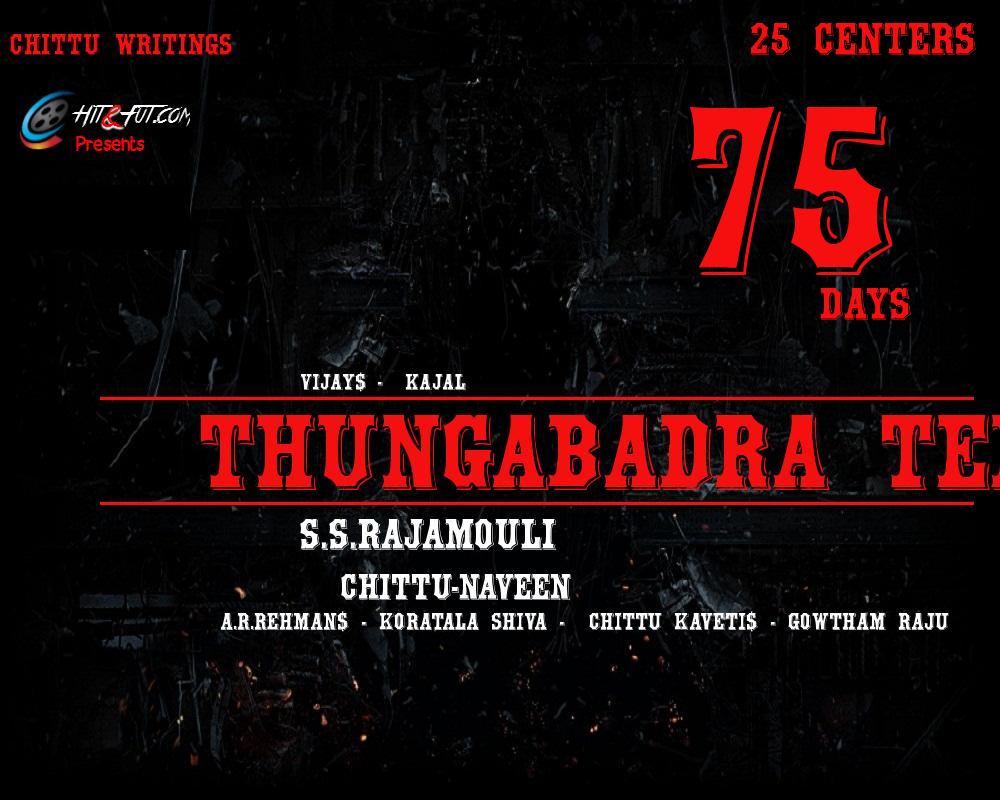 CHITTU WRITINGS
25 CENTERS
HIT&FUT.COM
Presents
75
DAYS
VIJAY$ - KAJAL
THUNGABADRA TE
S.S.RAJAMOULI
CHITTU-NAVEEN
A.R.REHMAN$ - KORATALA SHIVA - CHITTU KAVETI$ - GOWTHAM RAJU